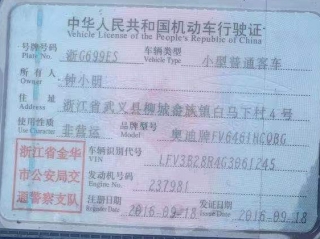 中华人民共和国机动车行驶证
Vehicle License of the People's Republic of China
号牌号码 浙G699ES 车辆类型 小型普通客车
Plate No. Vehicle Type
所有人 钟小朋
Owner
住址 浙江省武义县柳城畲族镇白马下村4号
Address
使用性质 非营运 品牌型号 奥迪牌FV6461HCQBG
Use Character Model
浙江省金华
市公安局交
通警察支队
车辆识别代号 LFV3B28R4G3061245
VIN
发动机号码 237981
Engine No.
注册日期 2016-09-18 发证日期 2016-09-18
Register Date Issue Date